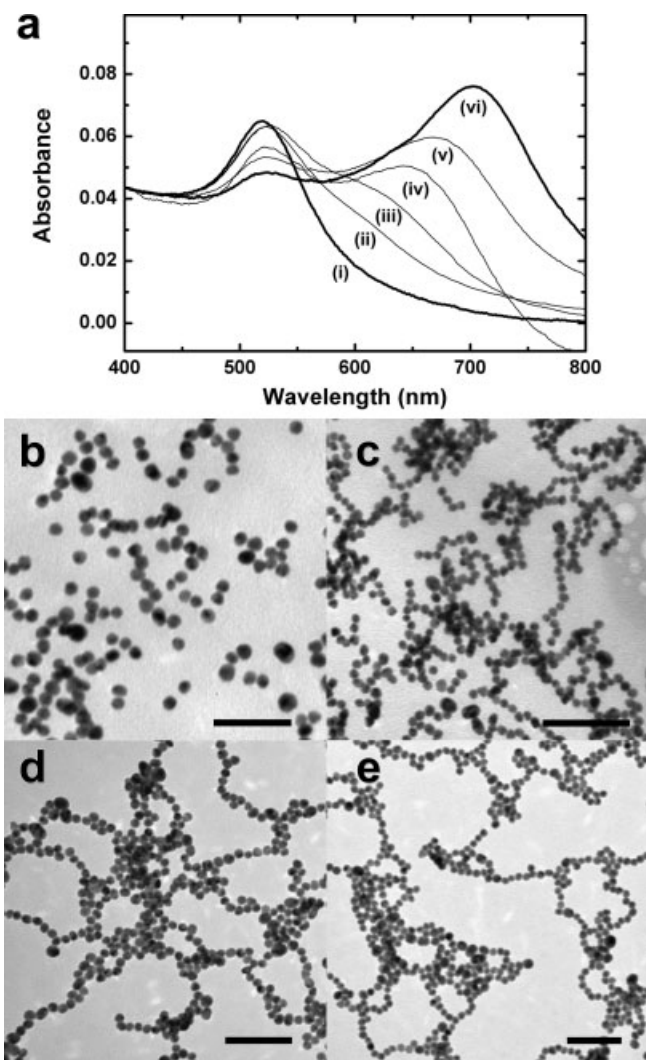 a
Absorbance
0.08
0.06
0.04
0.02
0.00
(i)
(ii)
(iii)
(iv)
(v)
(vi)
400 500 600 700 800
Wavelength (nm)
b
c
d
e